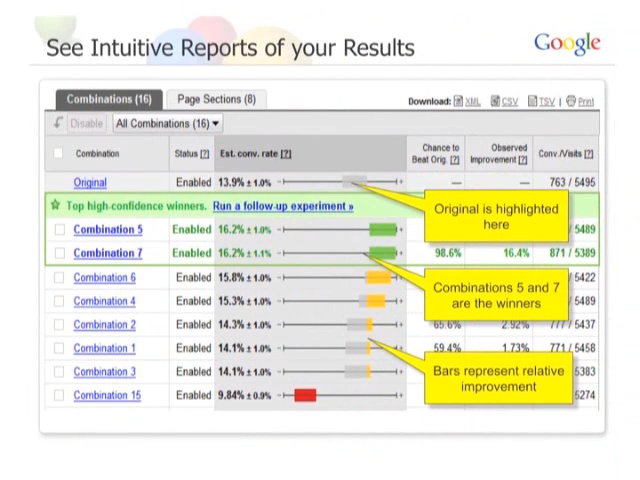 See Intuitive Reports of your Results
Google
Combinations (16) Page Sections (8) Download: XML CSV TSV | Print
Disable All Combinations (16)
Combination Status [?] Est. conv. rate [?] Chance to Beat Orig. [?] Observed Improvement [?] Conv./Visits [?]
Original Enabled 13.9% ± 1.0% — — 763 / 5495
Top high-confidence winners. Run a follow-up experiment »
Original is highlighted
here
Combination 5 Enabled 16.2% ± 1.0% / 5489
Combination 7 Enabled 16.2% ± 1.1% 98.6% 16.4% 871 / 5389
Combination 6 Enabled 15.8% ± 1.0% / 5422
Combinations 5 and 7
are the winners
Combination 4 Enabled 15.3% ± 1.0% / 5489
Combination 2 Enabled 14.3% ± 1.0% 65.6% 2.92% 777 / 5437
Combination 1 Enabled 14.1% ± 1.0% 59.4% 1.73% 771 / 5458
Combination 3 Enabled 14.1% ± 1.0% 5383
Bars represent relative
improvement
Combination 15 Enabled 9.84% ± 0.9% 5274